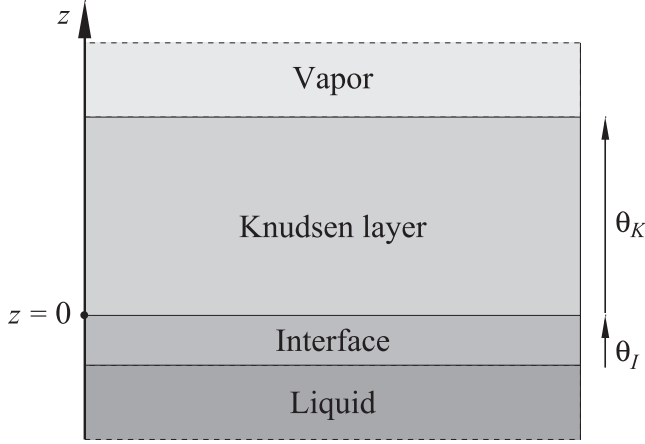 z
Vapor
Knudsen layer
θK
z = 0
Interface
θI
Liquid